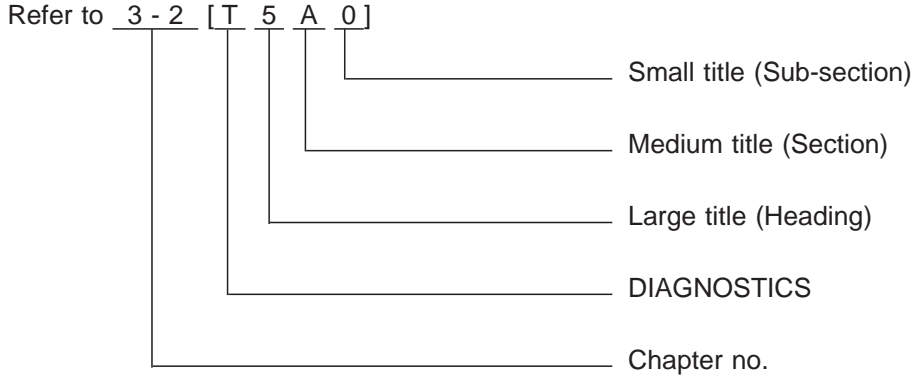 Refer to 3 - 2 [ T 5 A 0 ]
Small title (Sub-section)
Medium title (Section)
Large title (Heading)
DIAGNOSTICS
Chapter no.